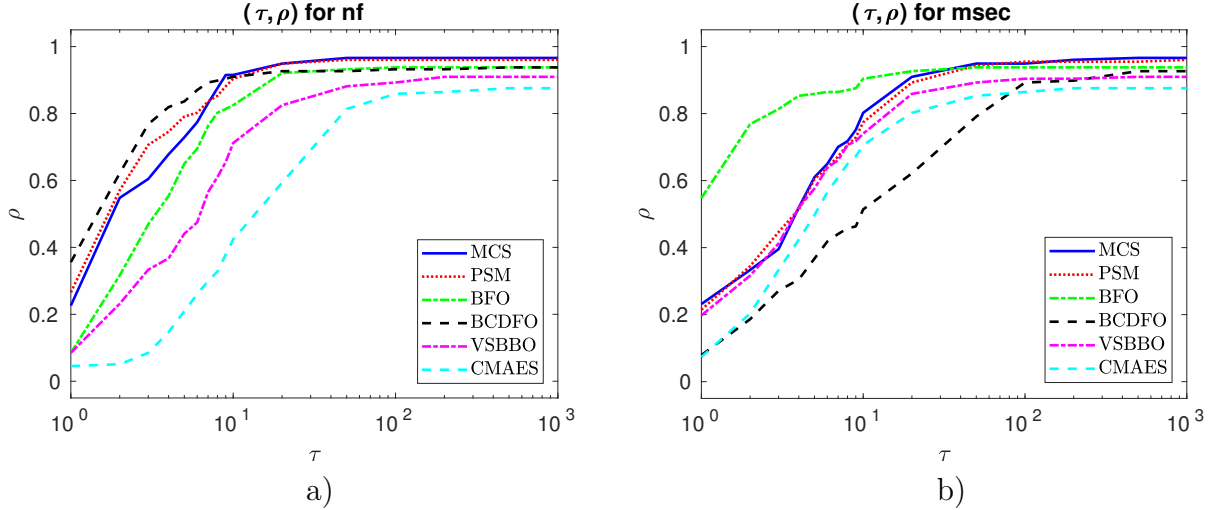 (τ,ρ) for nf
1
0.8
0.6
0.4
0.2
0
ρ
MCS
PSM
BFO
BCDFO
VSBBO
CMAES
10^0 10^1 10^2 10^3
τ
a)
(τ,ρ) for msec
1
0.8
0.6
0.4
0.2
0
ρ
MCS
PSM
BFO
BCDFO
VSBBO
CMAES
10^0 10^1 10^2 10^3
τ
b)